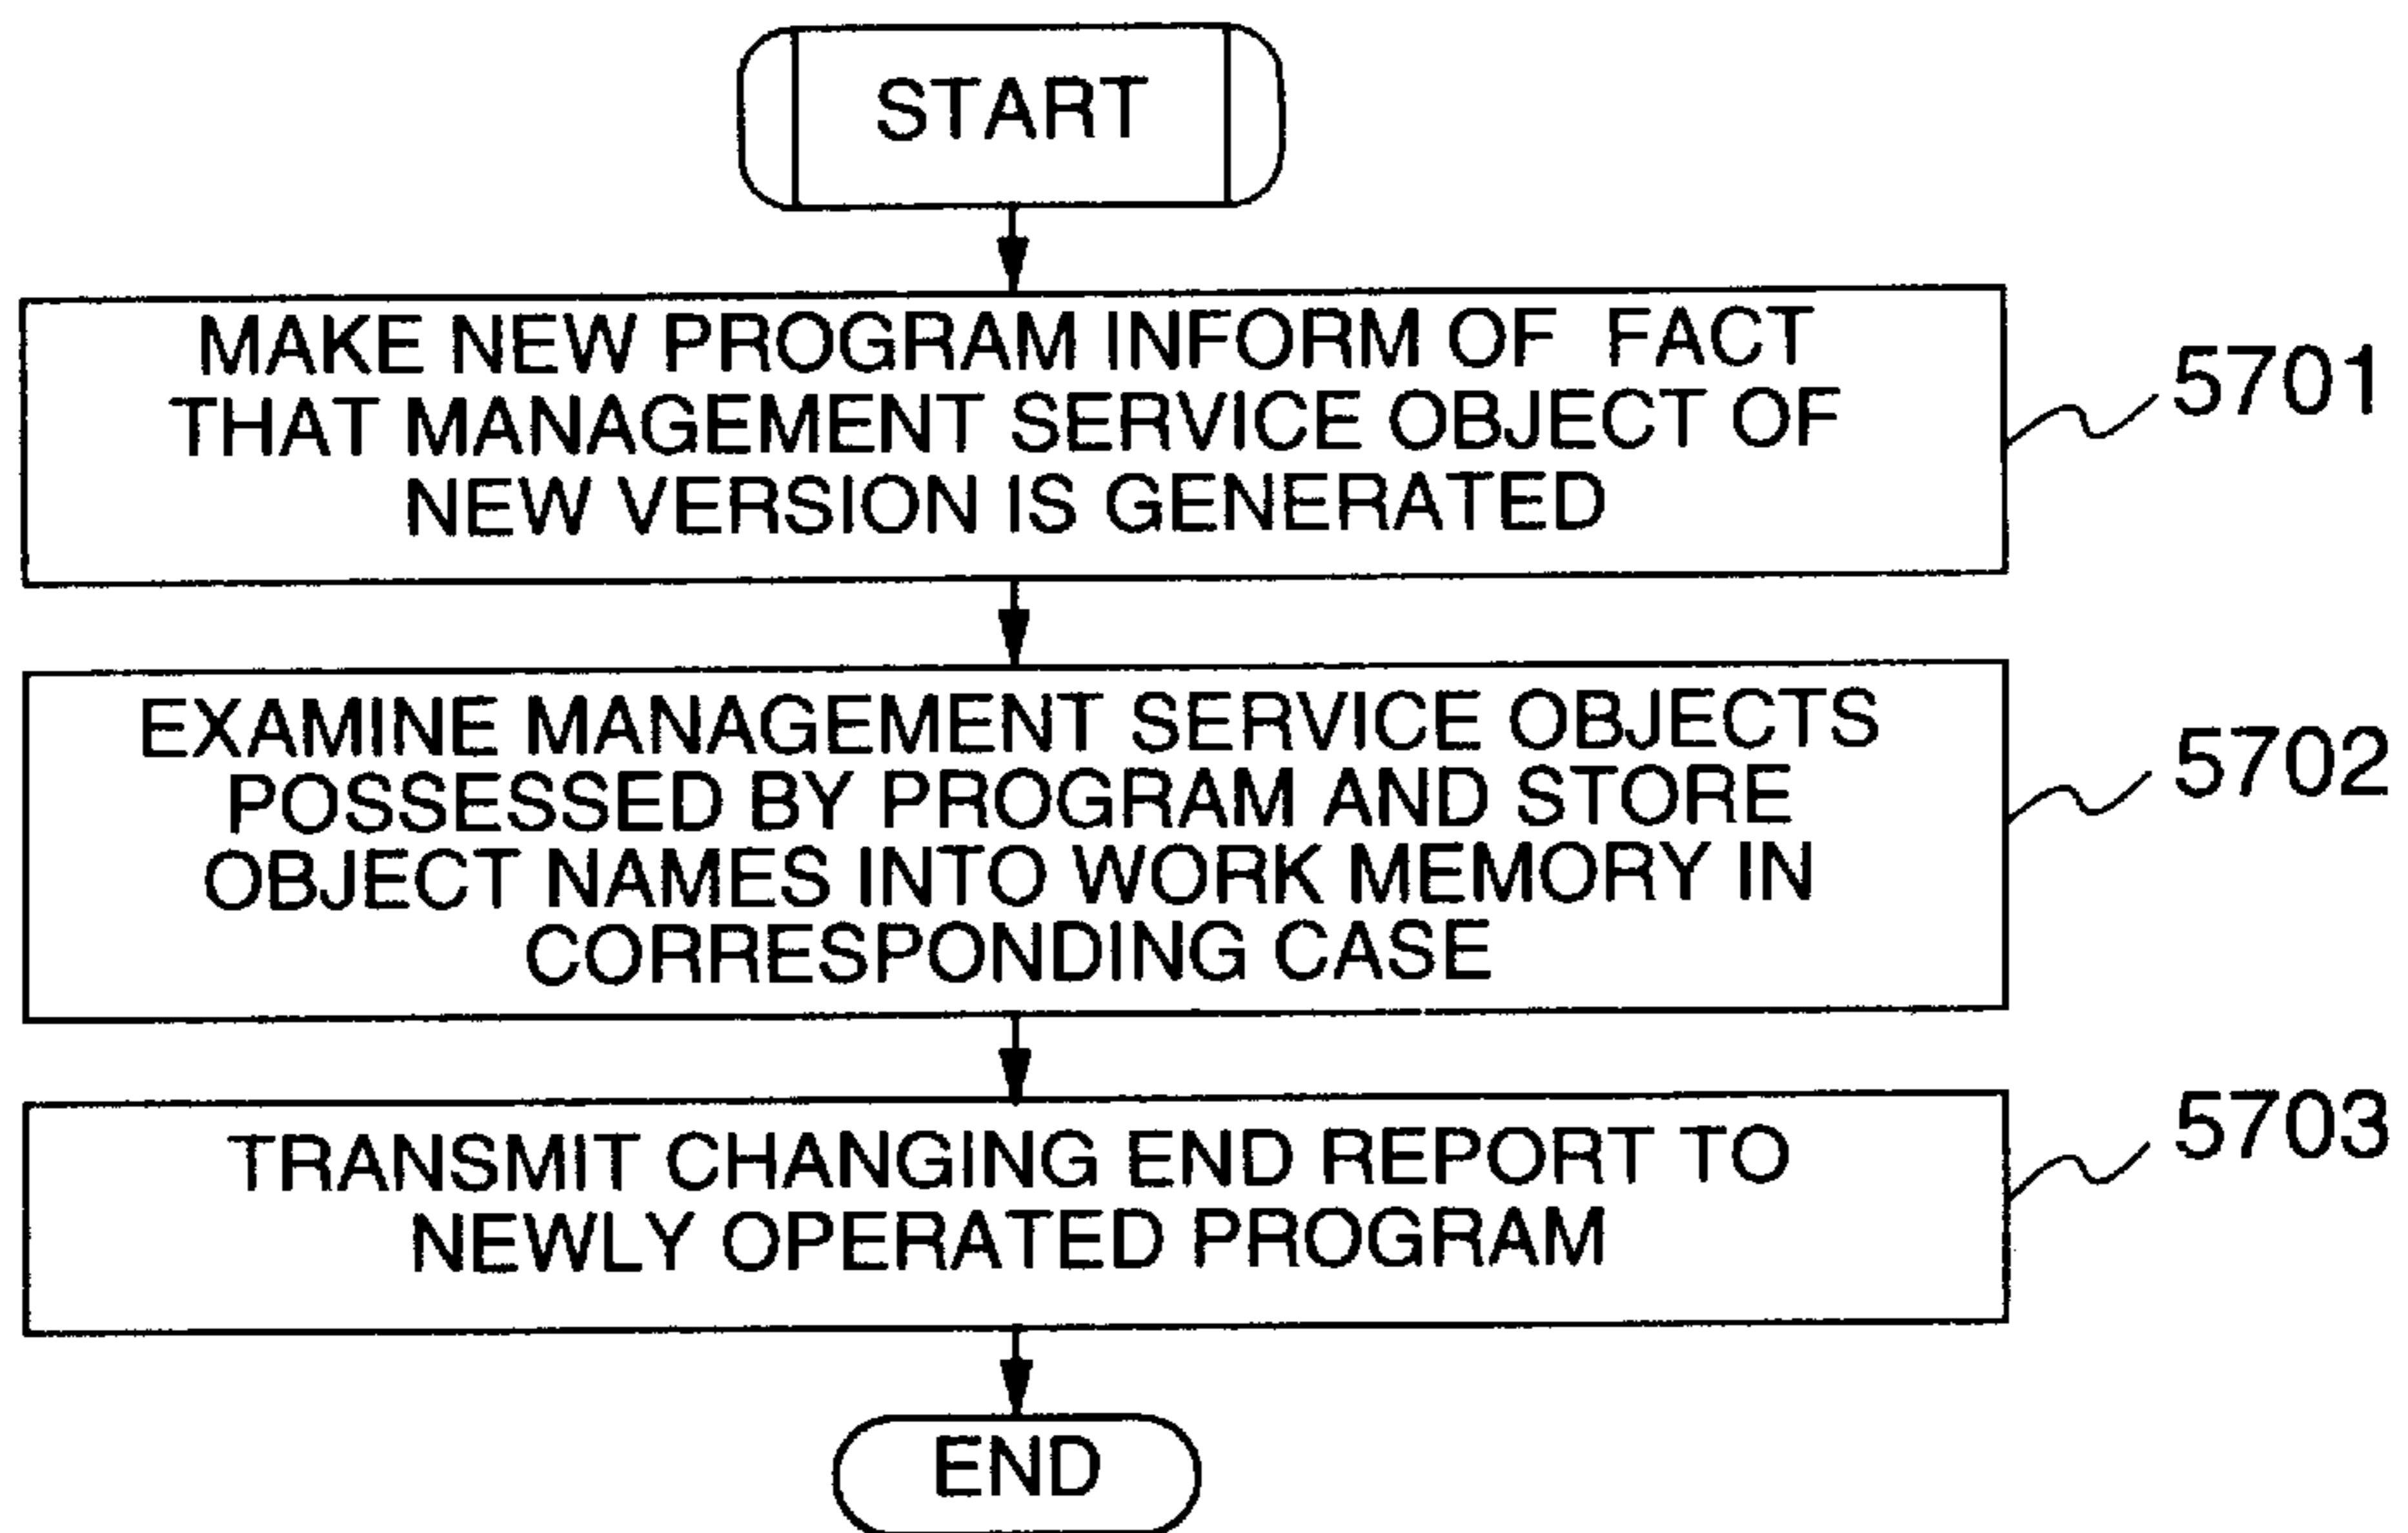 START
MAKE NEW PROGRAM INFORM OF FACT
THAT MANAGEMENT SERVICE OBJECT OF
NEW VERSION IS GENERATED
5701
EXAMINE MANAGEMENT SERVICE OBJECTS
POSSESSED BY PROGRAM AND STORE
OBJECT NAMES INTO WORK MEMORY IN
CORRESPONDING CASE
5702
TRANSMIT CHANGING END REPORT TO
NEWLY OPERATED PROGRAM
5703
END